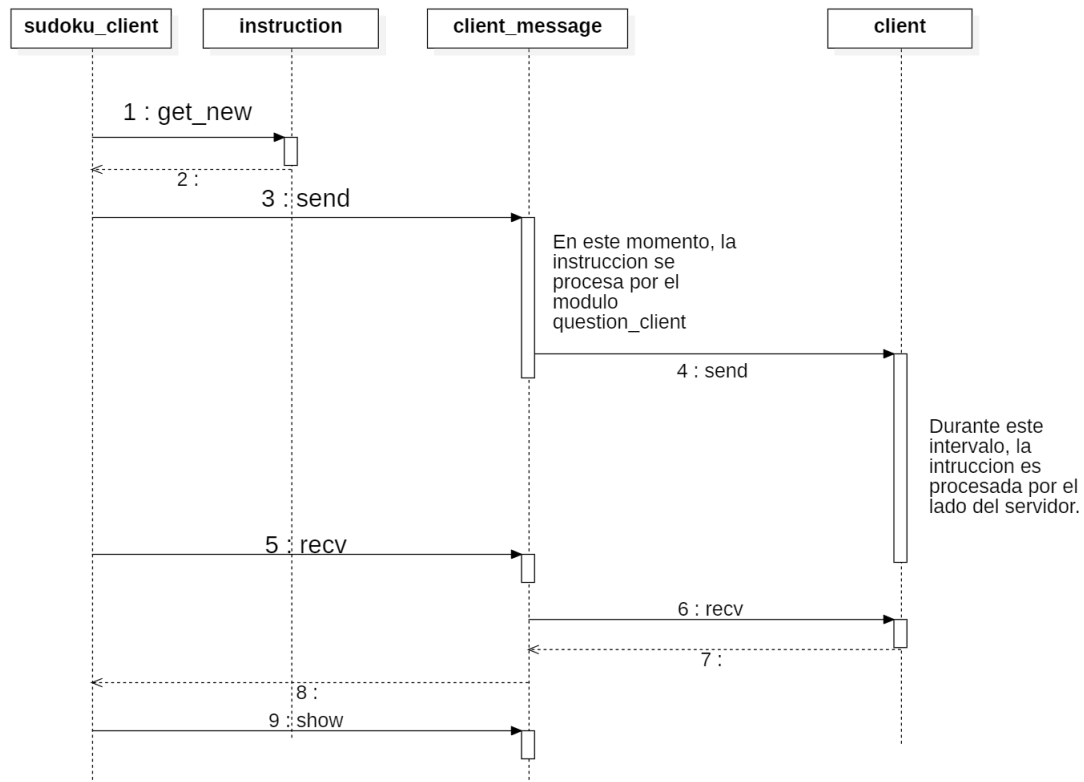 sudoku_client
instruction
client_message
client
1 : get_new
2 :
3 : send
En este momento, la
instruccion se
procesa por el
modulo
question_client
4 : send
Durante este
intervalo, la
intruccion es
procesada por el
lado del servidor.
5 : recv
6 : recv
7 :
8 :
9 : show